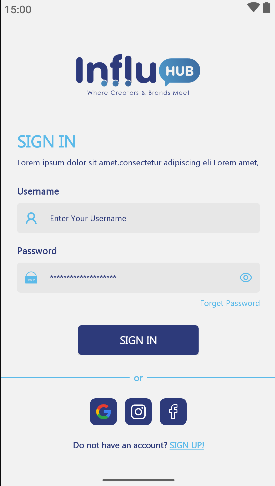 15:00
Influ HUB
Where Creators & Brands Meet
SIGN IN
Lorem ipsum dolor sit amet,consectetur adipiscing eli Lorem amet,
Username
Enter Your Username
Password
********************
Forget Password
SIGN IN
or
Do not have an account? SIGN UP!